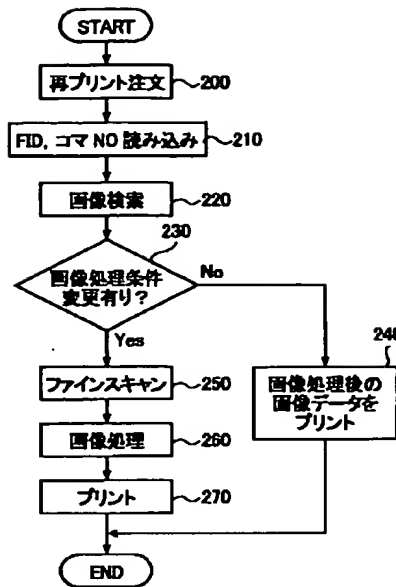 START
再プリント注文
200
FID, コマ NO 読み込み
210
画像検索
220
230
画像処理条件
変更有り?
No
Yes
240
ファインスキャン
250
画像処理後の
画像データを
プリント
画像処理
260
プリント
270
END